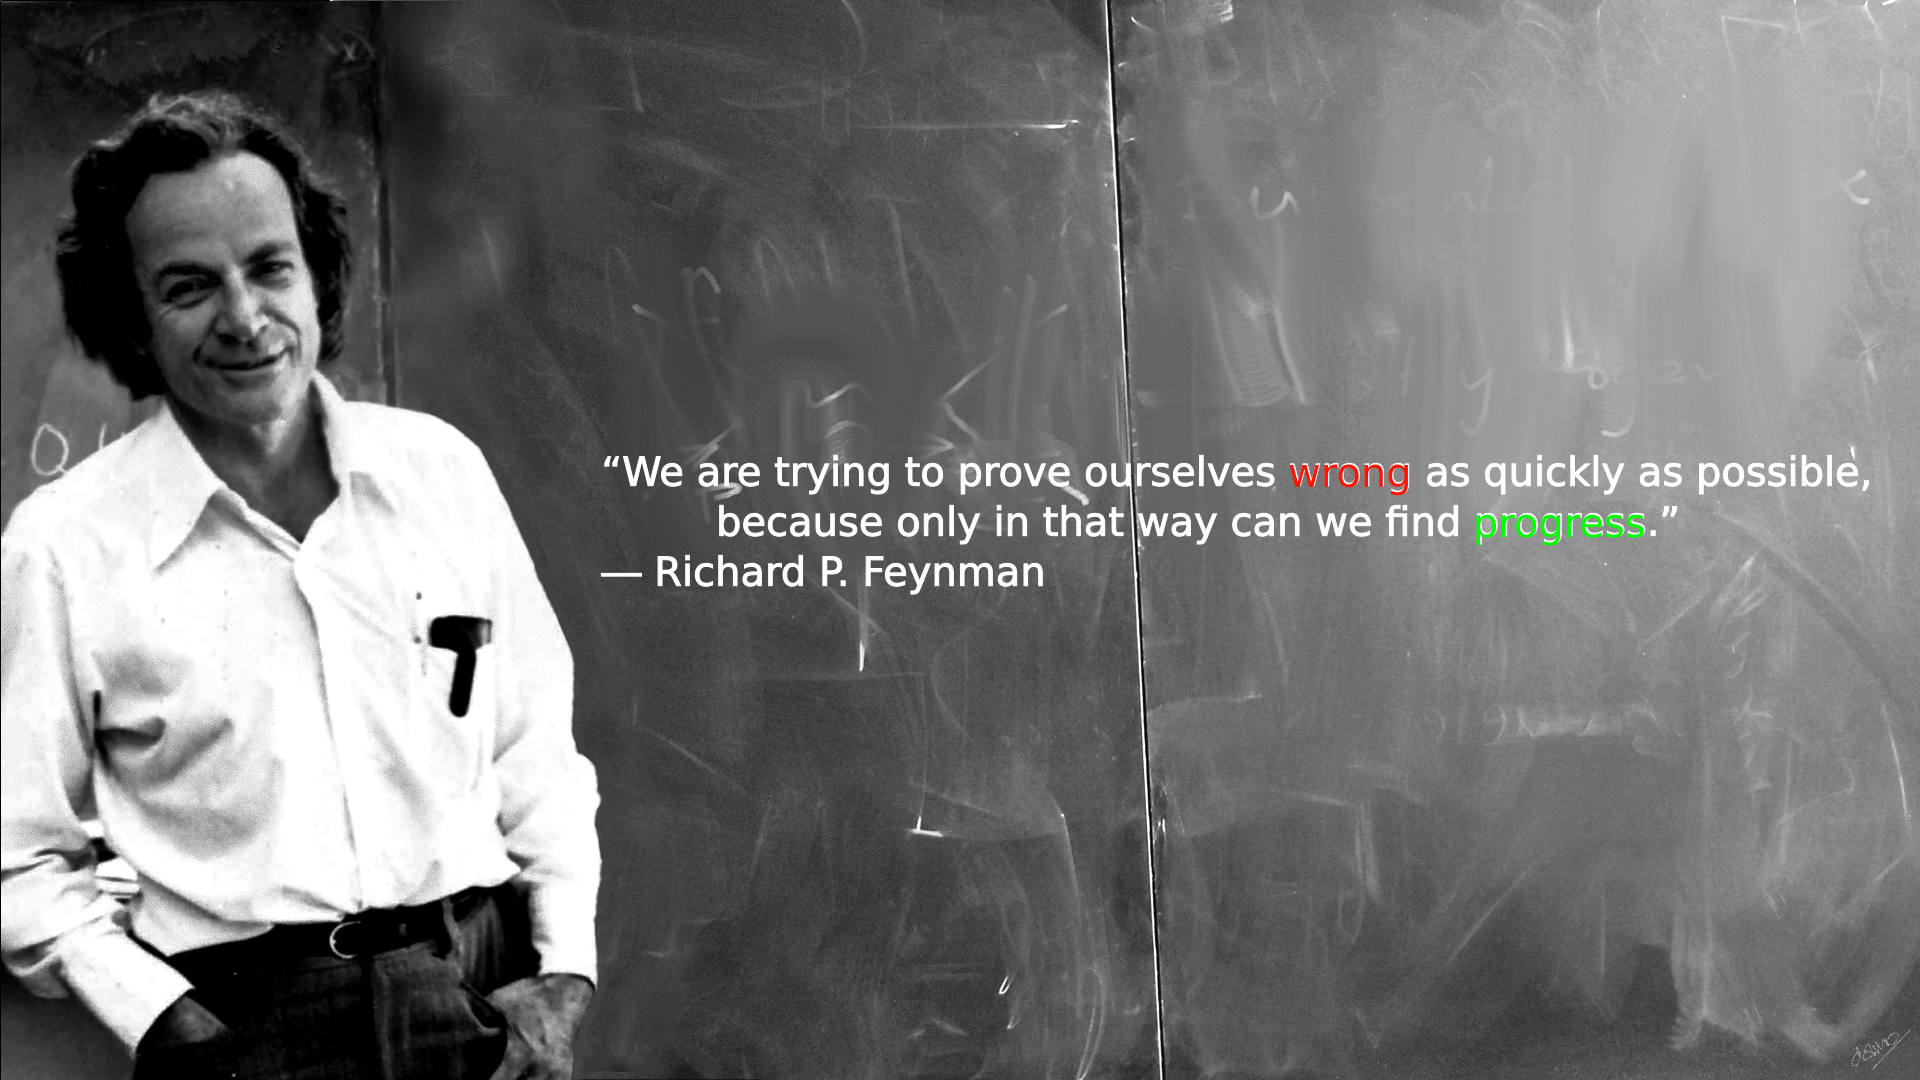 “We are trying to prove ourselves wrong as quickly as possible,
because only in that way can we find progress.”
— Richard P. Feynman